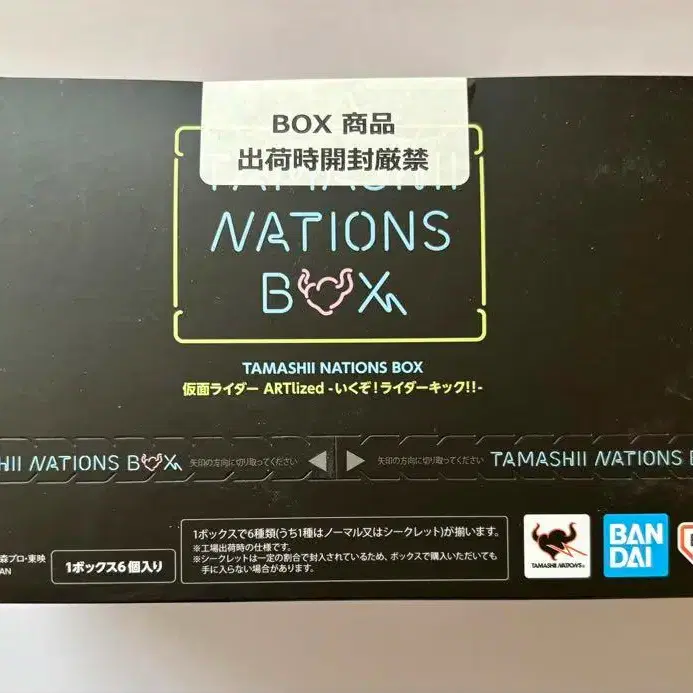 BOX 商品
出荷時開封厳禁
TAMASHII
NATIONS
BOX
TAMASHII NATIONS BOX
仮面ライダー ARTlized -いくぞ!ライダーキック!!-
HII NATIONS BOX 矢印の方向に切り取ってください ◀ ▶ 矢印の方向に切り取ってください TAMASHII NATIONS B
森プロ・東映
AN
1ボックス6個入り
1ボックスで6種類(うち1種はノーマル又はシークレット)が揃います。
※工場出荷時の仕様です。
※シークレットは一定の割合で封入されているため、ボックスで購入いただいても
手に入らない場合があります。
TAMASHII NATIONS
BAN
DAI